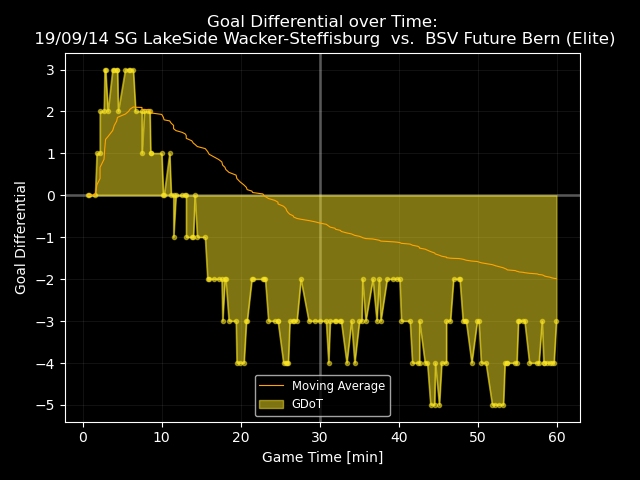 Goal Differential over Time:
19/09/14 SG LakeSide Wacker-Steffisburg  vs.  BSV Future Bern (Elite)
3
2
1
0
−1
−2
−3
−4
−5
Goal Differential
Moving Average
GDoT
0 10 20 30 40 50 60
Game Time [min]